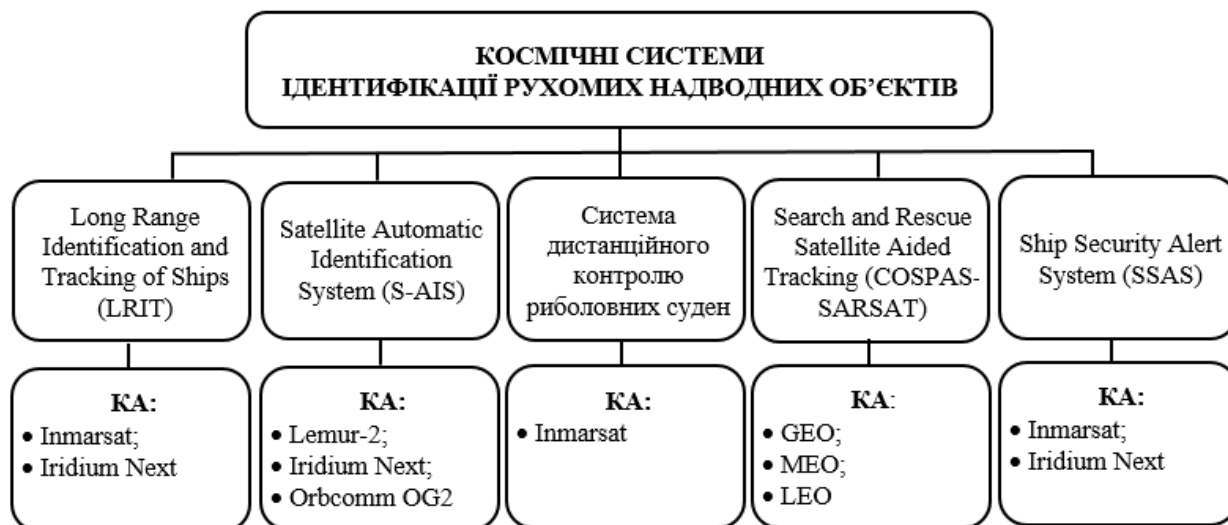 КОСМІЧНІ СИСТЕМИ
ІДЕНТИФІКАЦІЇ РУХОМИХ НАДВОДНИХ ОБ’ЄКТІВ
Long Range
Identification and
Tracking of Ships
(LRIT)
Satellite Automatic
Identification
System (S-AIS)
Система
дистанційного
контролю
риболовних суден
Search and Rescue
Satellite Aided
Tracking (COSPAS-
SARSAT)
Ship Security Alert
System (SSAS)
КА:
• Inmarsat;
• Iridium Next
КА:
• Lemur-2;
• Iridium Next;
• Orbcomm OG2
КА:
• Inmarsat
КА:
• GEO;
• MEO;
• LEO
КА:
• Inmarsat;
• Iridium Next